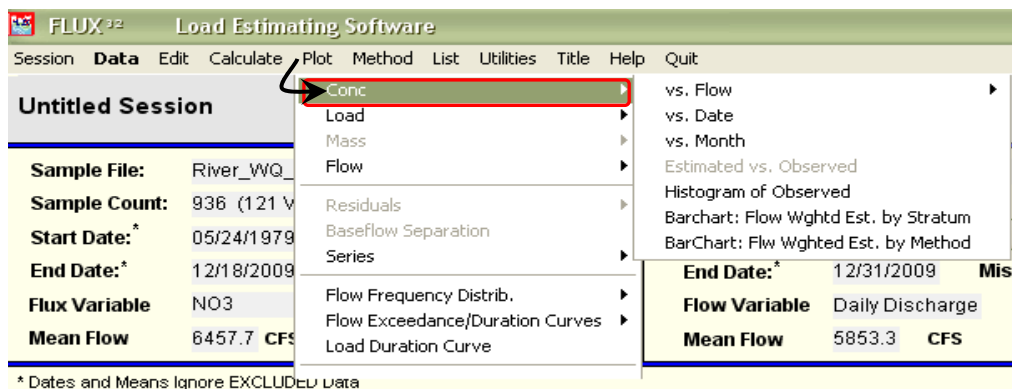 FLUX 32 Load Estimating Software
Session Data Edit Calculate Plot Method List Utilities Title Help Quit
Untitled Session
Conc
Load
Mass
Flow
Residuals
Baseflow Separation
Series
Flow Frequency Distrib.
Flow Exceedance/Duration Curves
Load Duration Curve
vs. Flow
vs. Date
vs. Month
Estimated vs. Observed
Histogram of Observed
Barchart: Flow Wghtd Est. by Stratum
BarChart: Flw Wghted Est. by Method
Sample File: River_WQ_
Sample Count: 936 (121 V
Start Date:* 05/24/1979
End Date:* 12/18/2009
Flux Variable NO3
Mean Flow 6457.7 CFS
End Date:* 12/31/2009 Mis
Flow Variable Daily Discharge
Mean Flow 5853.3 CFS
* Dates and Means Ignore EXCLUDED Data